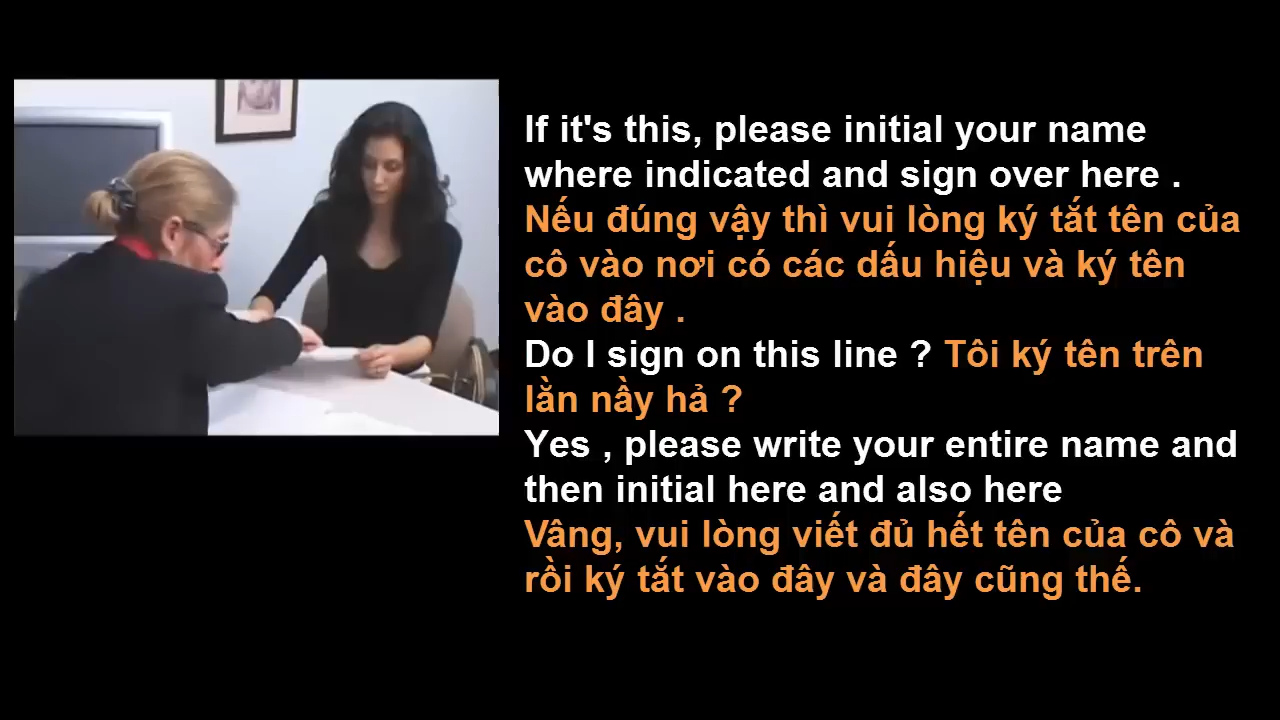 If it's this, please initial your name
where indicated and sign over here .
Nếu đúng vậy thì vui lòng ký tắt tên của
cô vào nơi có các dấu hiệu và ký tên
vào đây .
Do I sign on this line ? Tôi ký tên trên
lằn nầy hả ?
Yes , please write your entire name and
then initial here and also here
Vâng, vui lòng viết đủ hết tên của cô và
rồi ký tắt vào đây và đây cũng thế.